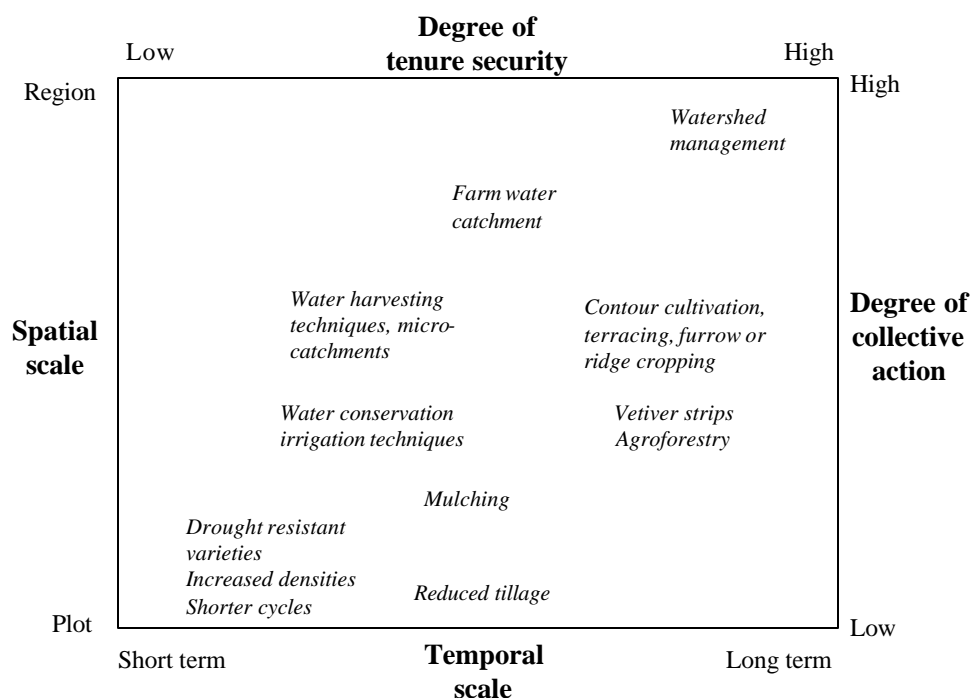 Degree of
tenure security
Low
High
Region
High
Watershed
management
Farm water
catchment
Water harvesting
techniques, micro-
catchments
Contour cultivation,
terracing, furrow or
ridge cropping
Spatial
scale
Degree of
collective
action
Water conservation
irrigation techniques
Vetiver strips
Agroforestry
Mulching
Drought resistant
varieties
Increased densities
Shorter cycles
Reduced tillage
Plot
Low
Short term
Temporal
scale
Long term